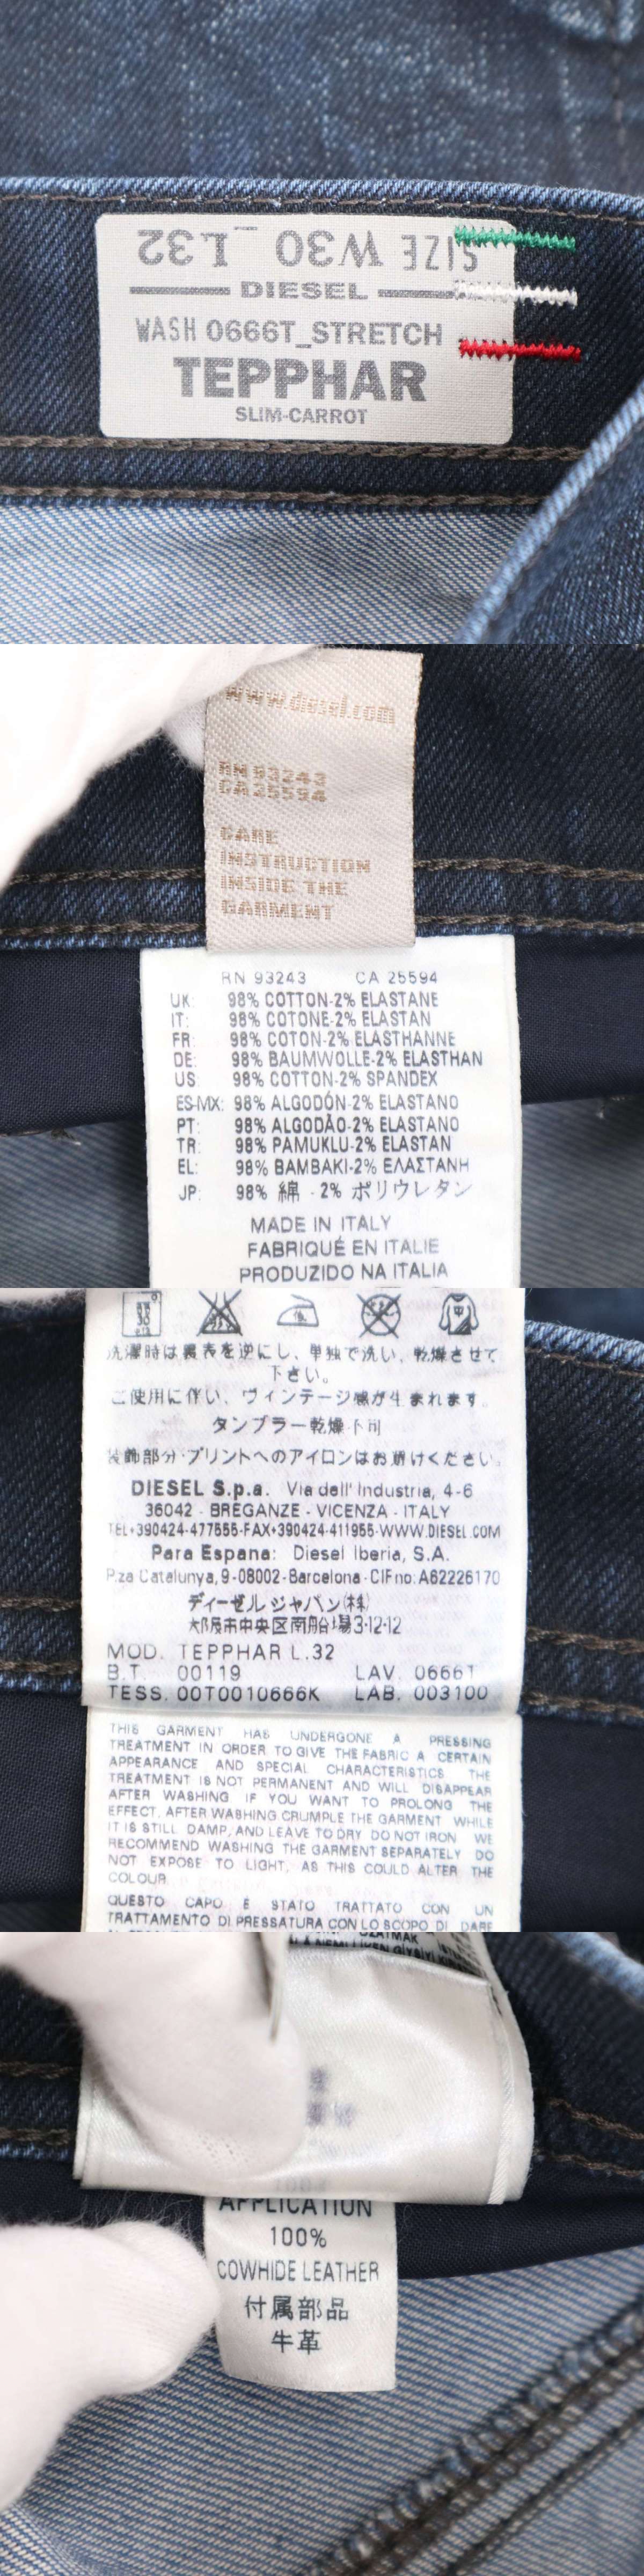 SIZE W30_L32
DIESEL
WASH 0666T_STRETCH
TEPPHAR
SLIM-CARROT
www.diesel.com
RN 93243
CA 25594
CARE
INSTRUCTION
INSIDE THE
GARMENT
RN 93243 CA 25594
UK: 98% COTTON-2% ELASTANE
IT: 98% COTONE-2% ELASTAN
FR: 98% COTON-2% ELASTHANNE
DE: 98% BAUMWOLLE-2% ELASTHAN
US: 98% COTTON-2% SPANDEX
ES-MX: 98% ALGODÓN-2% ELASTANO
PT: 98% ALGODÃO-2% ELASTANO
TR: 98% PAMUKLU-2% ELASTAN
EL: 98% BAMBAKI-2% ΕΛΑΣΤΑΝΗ
JP: 98% 綿 - 2% ポリウレタン
MADE IN ITALY
FABRIQUÉ EN ITALIE
PRODUZIDO NA ITALIA
洗濯時は裏表を逆にし、単独で洗い、乾燥させて
下さい。
ご使用に伴い、ヴィンテージ感が生まれます。
タンブラー乾燥不可
装飾部分・プリントへのアイロンはお避けください。
DIESEL S.p.a. Via dell' Industria, 4-6
36042 - BREGANZE - VICENZA - ITALY
TEL+390424-477555-FAX+390424-411955-WWW.DIESEL.COM
Para Espana: Diesel Iberia, S.A.
P.za Catalunya, 9-08002-Barcelona-CIF no: A62226170
ディーゼルジャパン(株)
大阪市中央区南船場3-12-12
MOD. TEPPHAR L.32
B.T. 00119 LAV. 0666T
TESS. 00T0010666K LAB. 003100
THIS GARMENT HAS UNDERGONE A PRESSING
TREATMENT IN ORDER TO GIVE THE FABRIC A CERTAIN
APPEARANCE AND SPECIAL CHARACTERISTICS THE
TREATMENT IS NOT PERMANENT AND WILL DISAPPEAR
AFTER WASHING IF YOU WANT TO PROLONG THE
EFFECT, AFTER WASHING CRUMPLE THE GARMENT WHILE
IT IS STILL DAMP, AND LEAVE TO DRY DO NOT IRON WE
RECOMMEND WASHING THE GARMENT SEPARATELY DO
NOT EXPOSE TO LIGHT, AS THIS COULD ALTER THE
COLOUR
QUESTO CAPO È STATO TRATTATO CON UN
TRATTAMENTO DI PRESSATURA CON LO SCOPO DI DARE
APPLICATION
100%
COWHIDE LEATHER
付属部品
牛革